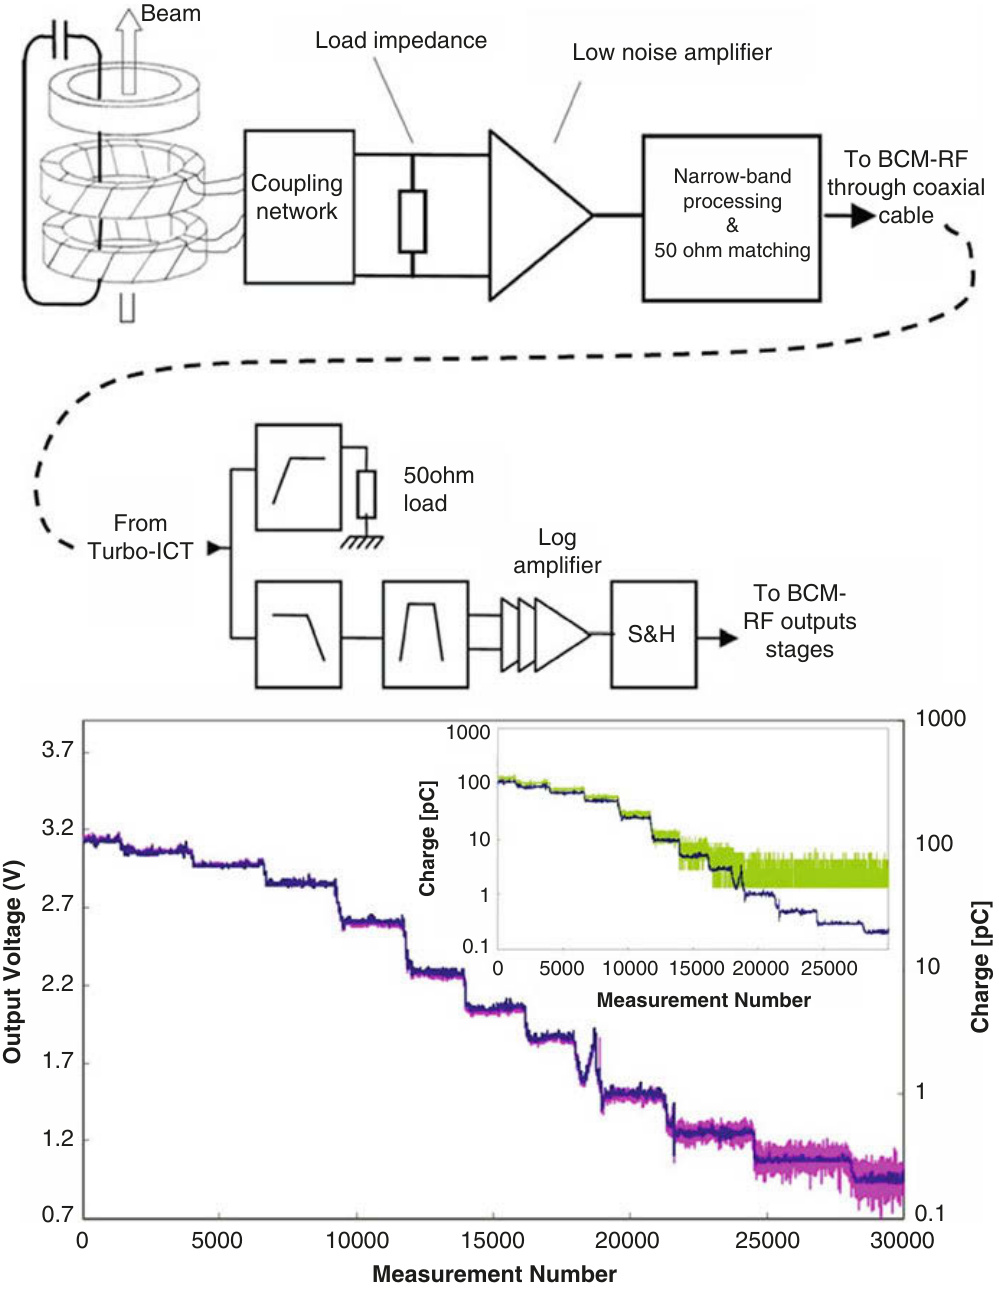 Beam
Load impedance
Low noise amplifier
Coupling
network
Narrow-band
processing
&
50 ohm matching
To BCM-RF
through coaxial
cable
50ohm
load
From
Turbo-ICT
Log
amplifier
S&H
To BCM-
RF outputs
stages
Output Voltage (V)
3.7
3.2
2.7
2.2
1.7
1.2
0.7
0
5000
10000
15000
20000
25000
30000
Measurement Number
1000
100
10
1
0.1
Charge [pC]
Charge [pC]
1000
100
10
1
0.1
0
5000
10000
15000
20000
25000
Measurement Number